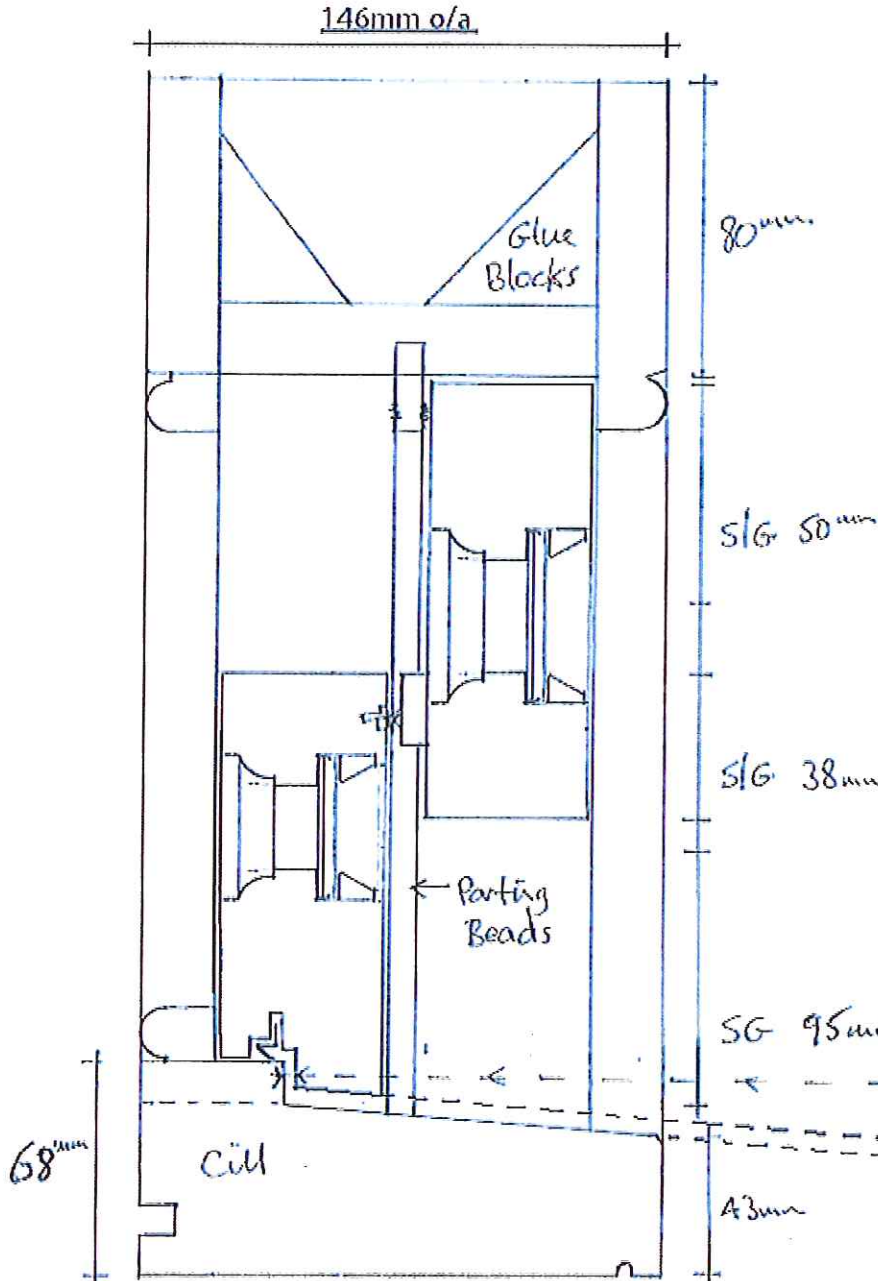 146mm o/a
80mm
Glue
Blocks
S/G 50mm
S/G 38mm
Parting
Beads
SG 95mm
68mm
Cill
43mm